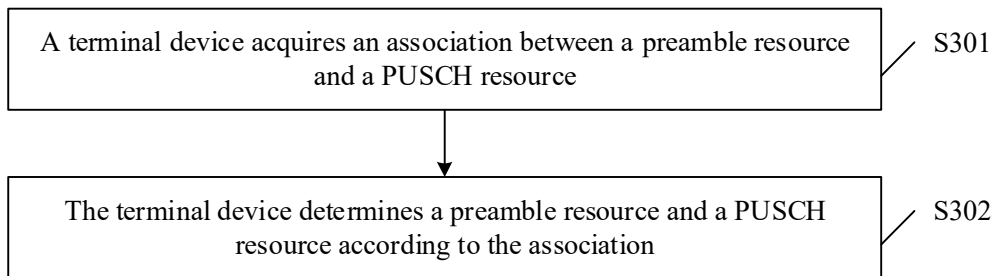 A terminal device acquires an association between a preamble resource
and a PUSCH resource
S301
The terminal device determines a preamble resource and a PUSCH
resource according to the association
S302